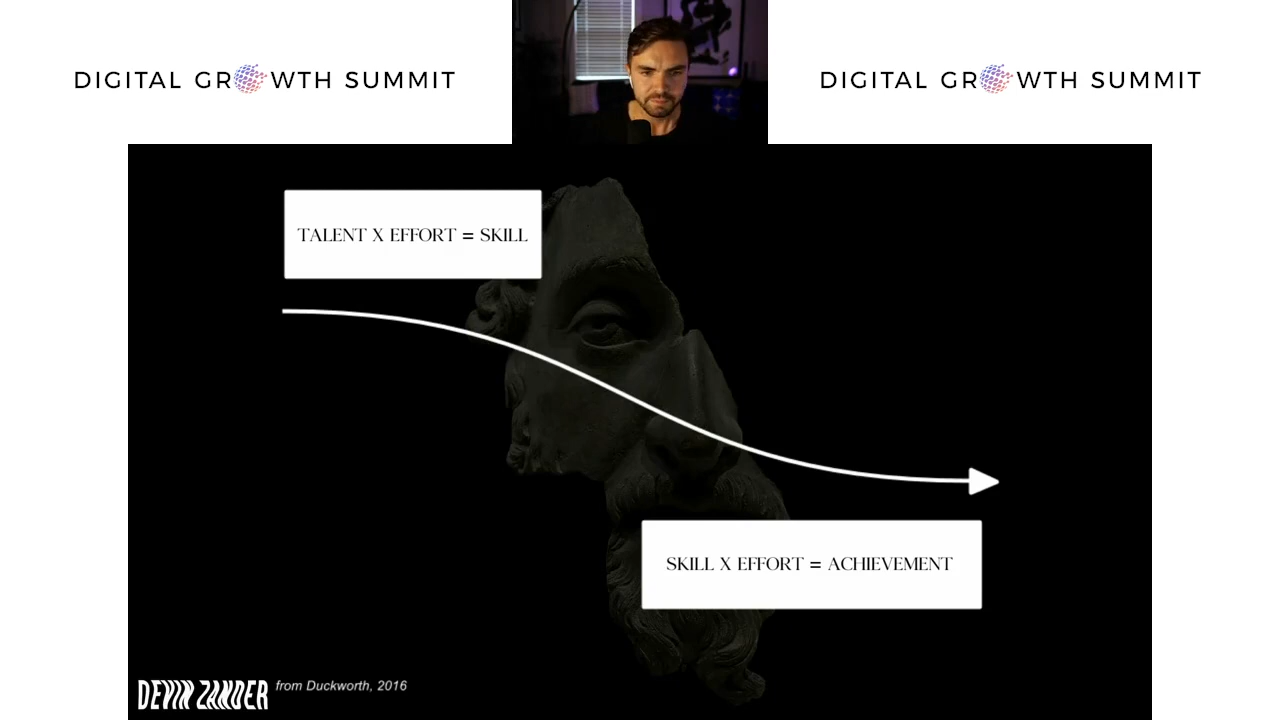 DIGITAL GROWTH SUMMIT
DIGITAL GROWTH SUMMIT
TALENT X EFFORT = SKILL
SKILL X EFFORT = ACHIEVEMENT
DEVIN ZANDER
from Duckworth, 2016